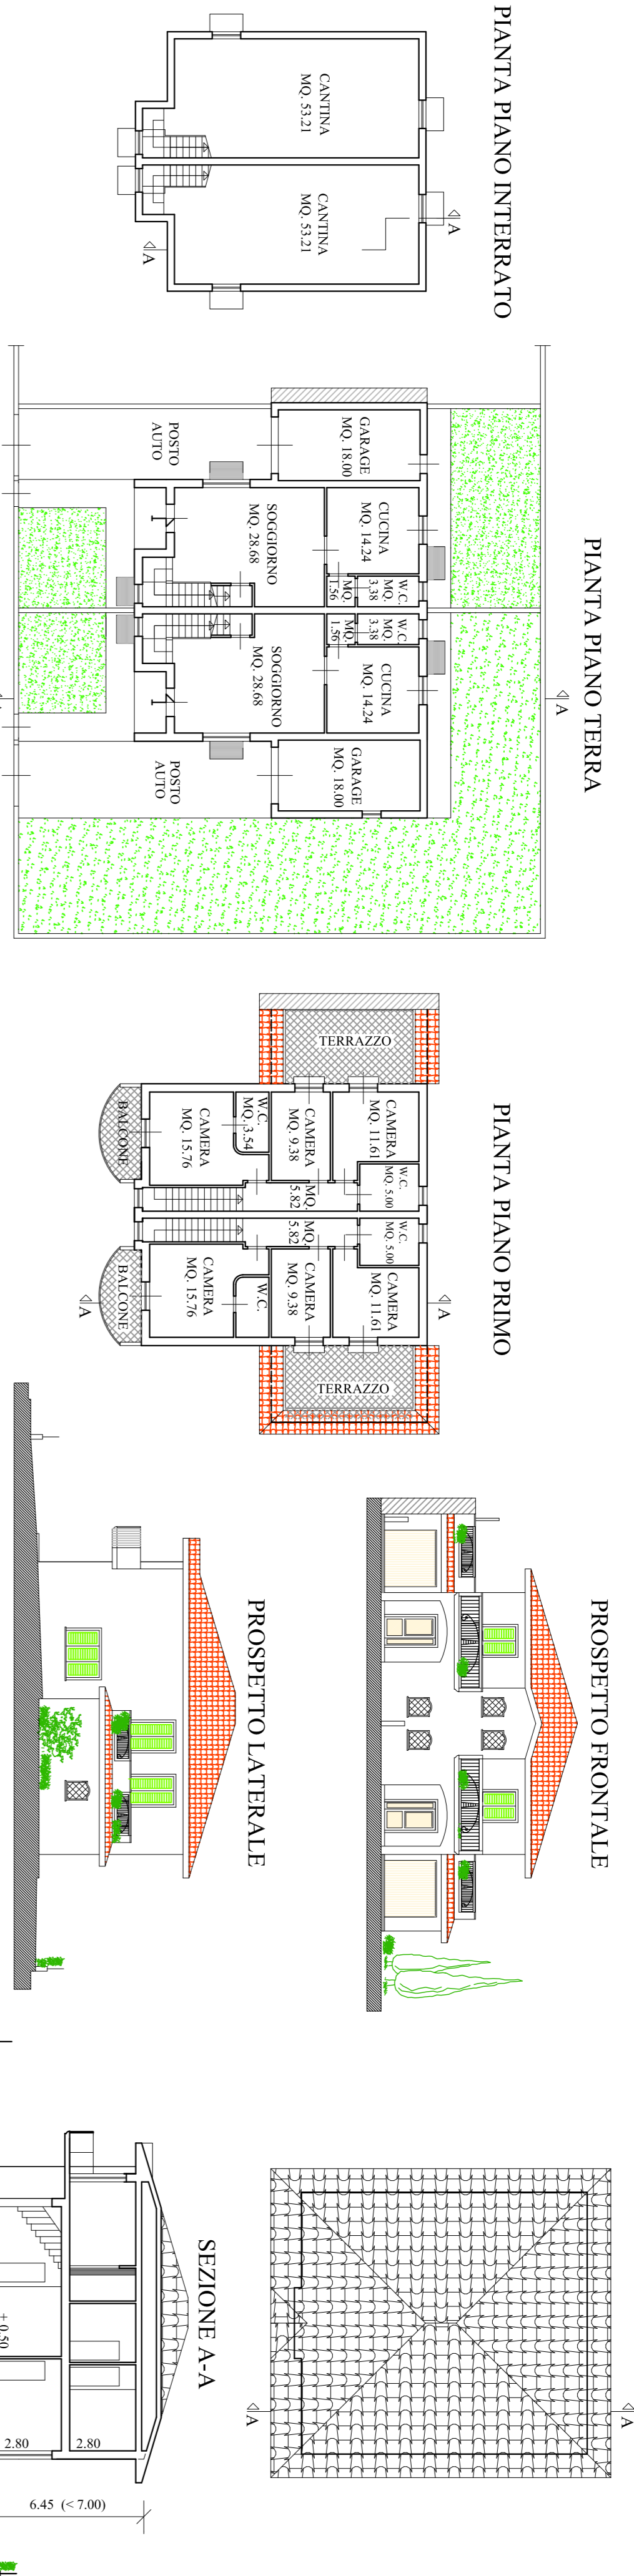 PIANTA PIANO INTERRATO
CANTINA
MQ. 53.21
CANTINA
MQ. 53.21
A
A
PIANTA PIANO TERRA
GARAGE
MQ. 18.00
POSTO
AUTO
CUCINA
MQ. 14.24
W.C.
MQ.
3.38
MQ.
1.56
SOGGIORNO
MQ. 28.68
W.C.
MQ.
3.38
MQ.
1.56
CUCINA
MQ. 14.24
SOGGIORNO
MQ. 28.68
GARAGE
MQ. 18.00
POSTO
AUTO
A
PIANTA PIANO PRIMO
TERRAZZO
CAMERA
MQ. 11.61
CAMERA
MQ. 9.38
W.C.
MQ. 3.54
CAMERA
MQ. 15.76
BALCONE
W.C.
MQ. 5.00
MQ.
5.82
W.C.
MQ. 5.00
MQ.
5.82
CAMERA
MQ. 11.61
CAMERA
MQ. 9.38
W.C.
CAMERA
MQ. 15.76
BALCONE
TERRAZZO
A
A
PROSPETTO FRONTALE
PROSPETTO LATERALE
A
A
SEZIONE A-A
+ 0.50
2.80
2.80
6.45 (< 7.00)